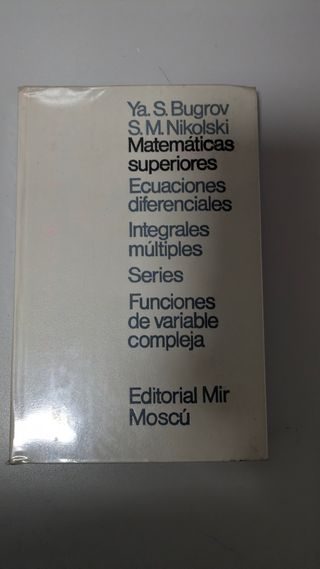 Ya. S. Bugrov
S. M. Nikolski
Matemáticas
superiores
Ecuaciones
diferenciales
Integrales
múltiples
Series
Funciones
de variable
compleja
Editorial Mir
Moscú